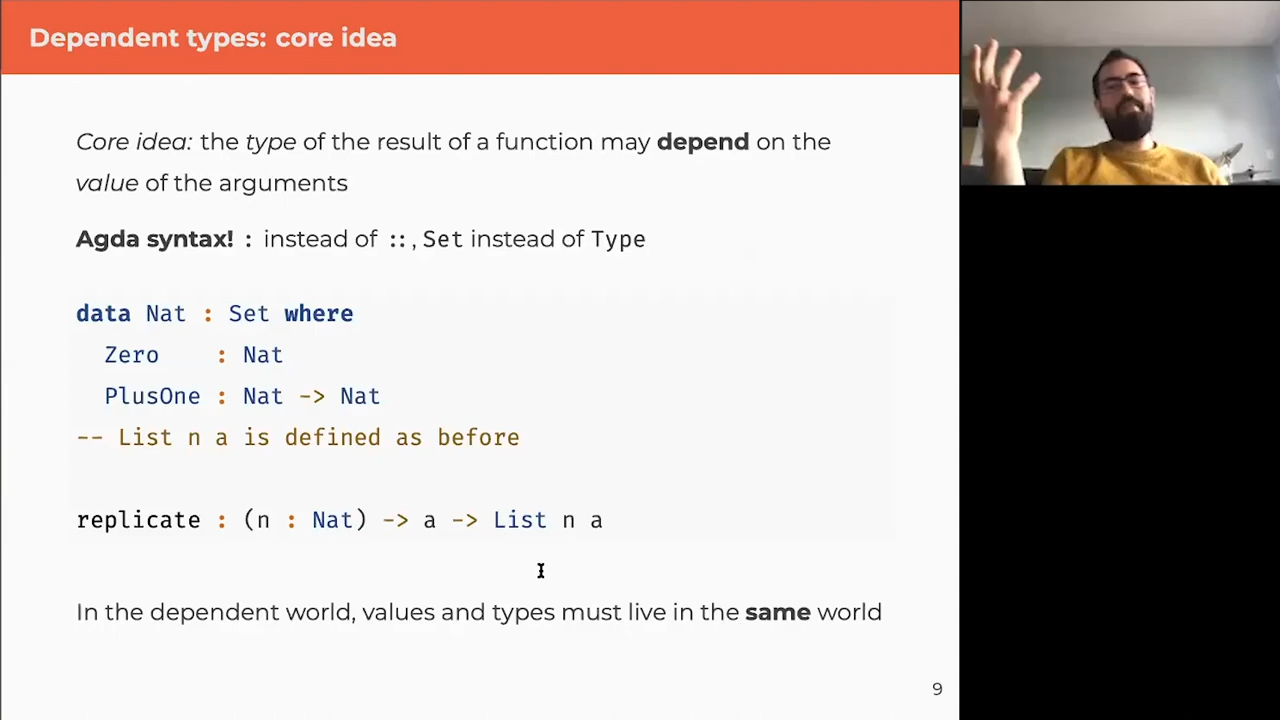 Dependent types: core idea
Core idea: the type of the result of a function may depend on the
value of the arguments
Agda syntax! : instead of ::, Set instead of Type
data Nat : Set where
Zero : Nat
PlusOne : Nat -> Nat
-- List n a is defined as before
replicate : (n : Nat) -> a -> List n a
In the dependent world, values and types must live in the same world
9